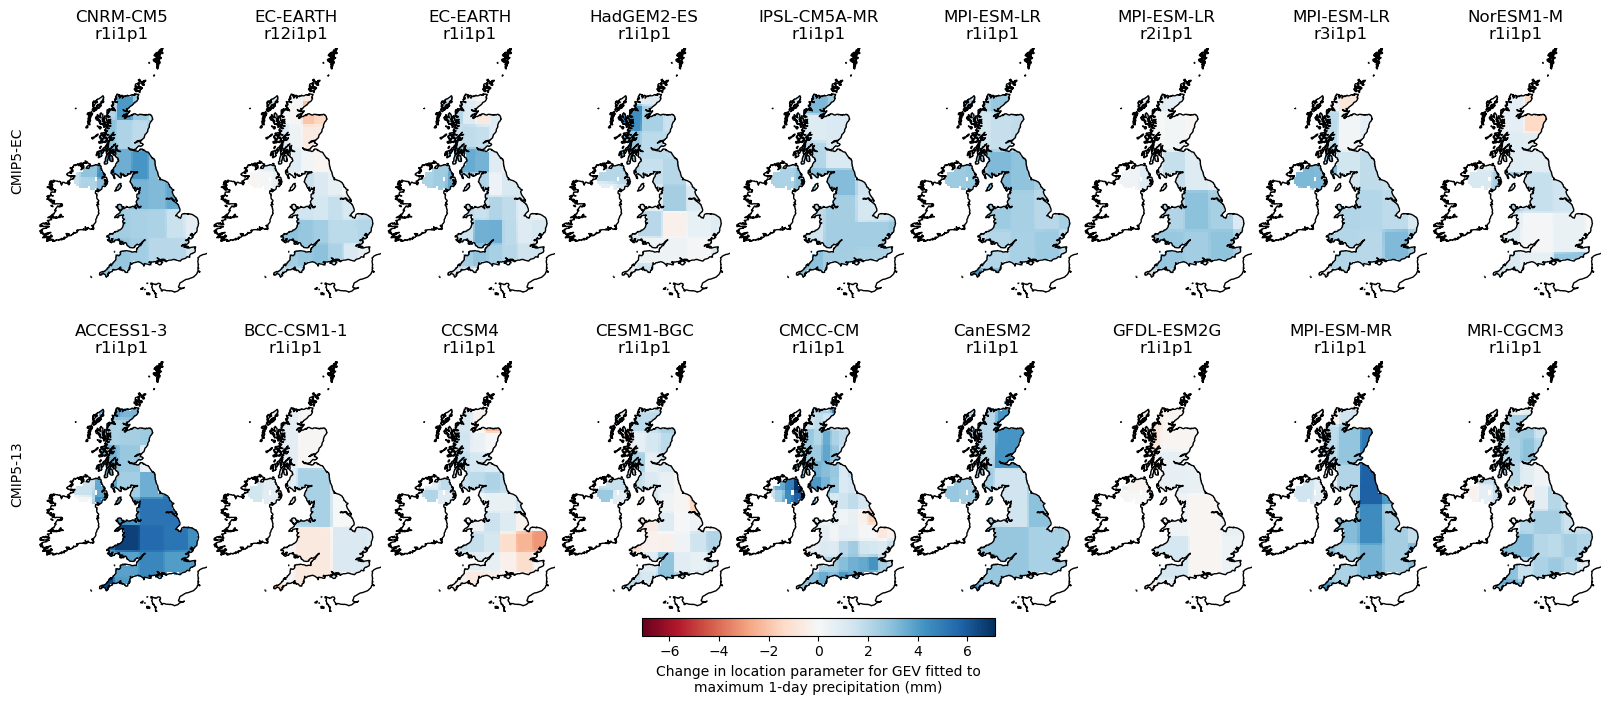 CNRM-CM5
r1i1p1
EC-EARTH
r12i1p1
EC-EARTH
r1i1p1
HadGEM2-ES
r1i1p1
IPSL-CM5A-MR
r1i1p1
MPI-ESM-LR
r1i1p1
MPI-ESM-LR
r2i1p1
MPI-ESM-LR
r3i1p1
NorESM1-M
r1i1p1
CMIP5-EC
ACCESS1-3
r1i1p1
BCC-CSM1-1
r1i1p1
CCSM4
r1i1p1
CESM1-BGC
r1i1p1
CMCC-CM
r1i1p1
CanESM2
r1i1p1
GFDL-ESM2G
r1i1p1
MPI-ESM-MR
r1i1p1
MRI-CGCM3
r1i1p1
CMIP5-13
−6 −4 −2 0 2 4 6
Change in location parameter for GEV fitted to
maximum 1-day precipitation (mm)